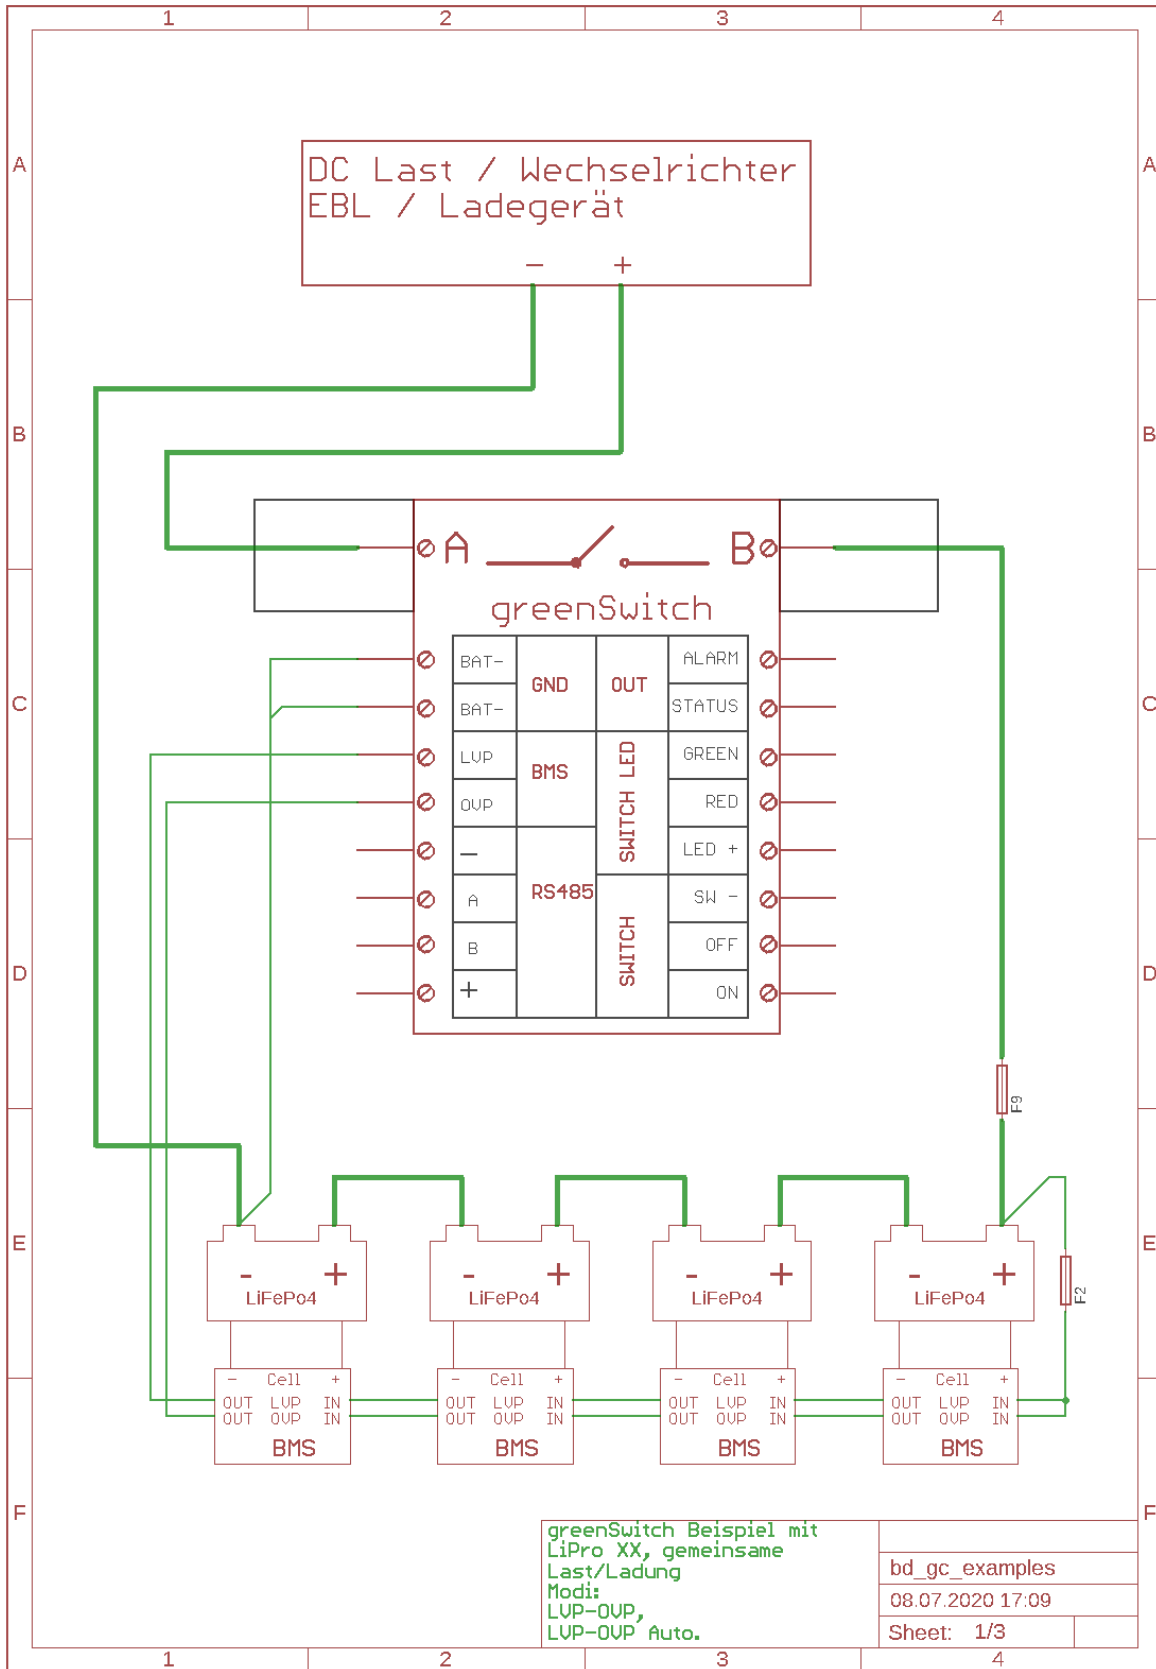 1 2 3 4
A A
DC Last / Wechselrichter
EBL / Ladegerät
- +
B B
A B
greenSwitch
BAT- GND OUT ALARM
BAT- STATUS
LVP BMS SWITCH LED GREEN
OVP RED
- LED +
A RS485 SWITCH SW -
B OFF
+ ON
C C
D D
F9
E E
- + - + - + - +
LiFePo4 LiFePo4 LiFePo4 LiFePo4
F2
- Cell + - Cell + - Cell + - Cell +
OUT LVP IN OUT LVP IN OUT LVP IN OUT LVP IN
OUT OVP IN OUT OVP IN OUT OVP IN OUT OVP IN
BMS BMS BMS BMS
F F
greenSwitch Beispiel mit
LiPro XX, gemeinsame
Last/Ladung
Modi:
LVP-OVP,
LVP-OVP Auto.
bd_gc_examples
08.07.2020 17:09
Sheet: 1/3
1 2 3 4